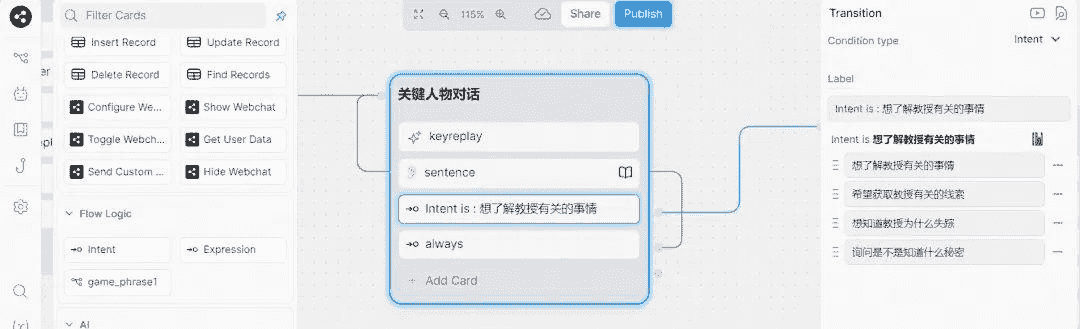 Filter Cards
115%
Share
Publish
Transition
Insert Record
Update Record
Condition type
Intent
Delete Record
Find Records
Configure We...
Show Webchat
Toggle Webch...
Get User Data
Send Custom ...
Hide Webchat
Flow Logic
Intent
Expression
game_phrase1
AI
关键人物对话
keyreplay
sentence
Intent is : 想了解教授有关的事情
always
+ Add Card
Label
Intent is : 想了解教授有关的事情
Intent is 想了解教授有关的事情
想了解教授有关的事情
希望获取教授有关的线索
想知道教授为什么失踪
询问是不是知道什么秘密